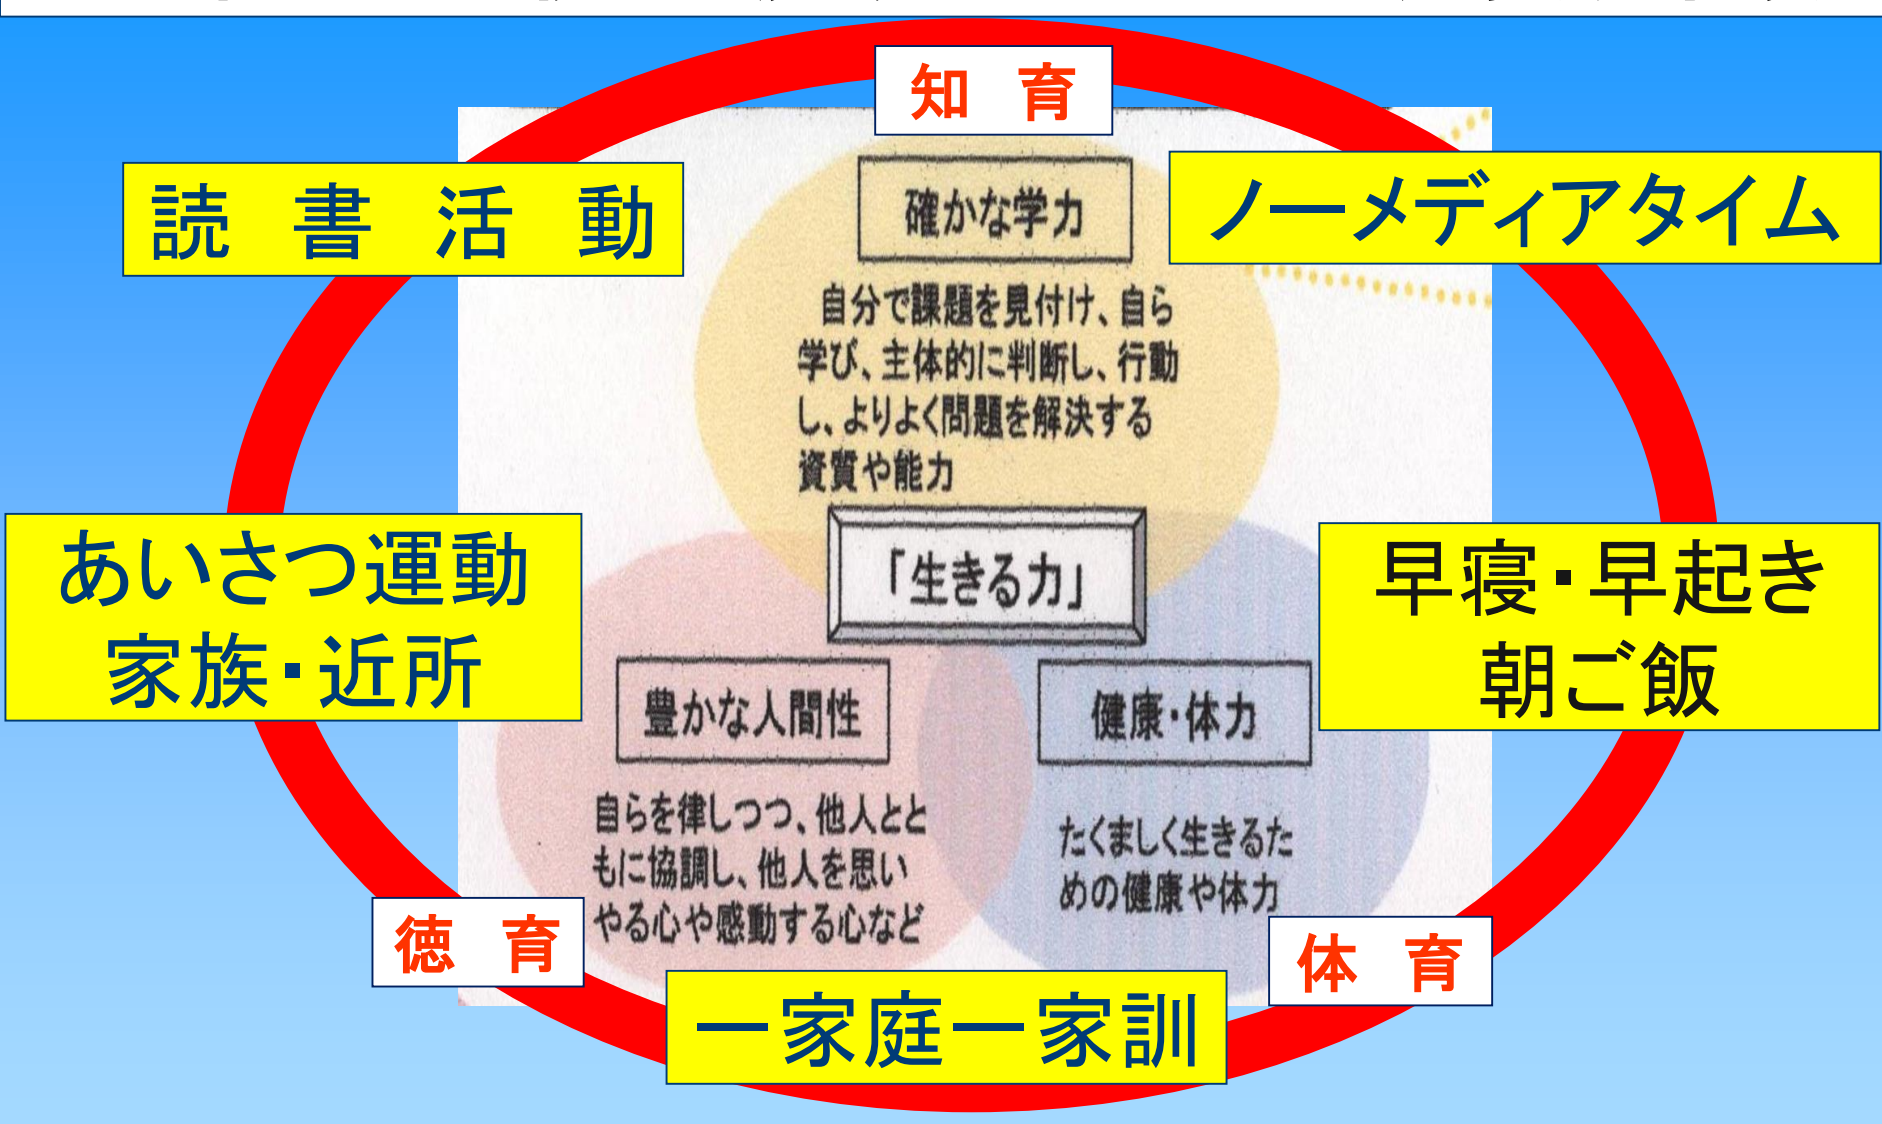 知 育
読 書 活 動
ノーメディアタイム
確かな学力
自分で課題を見付け、自ら
学び、主体的に判断し、行動
し、よりよく問題を解決する
資質や能力
「生きる力」
あいさつ運動
家族・近所
早寝・早起き
朝ご飯
豊かな人間性
自らを律しつつ、他人とと
もに協調し、他人を思い
やる心や感動する心など
健康・体力
たくましく生きるた
めの健康や体力
徳 育
体 育
一家庭一家訓